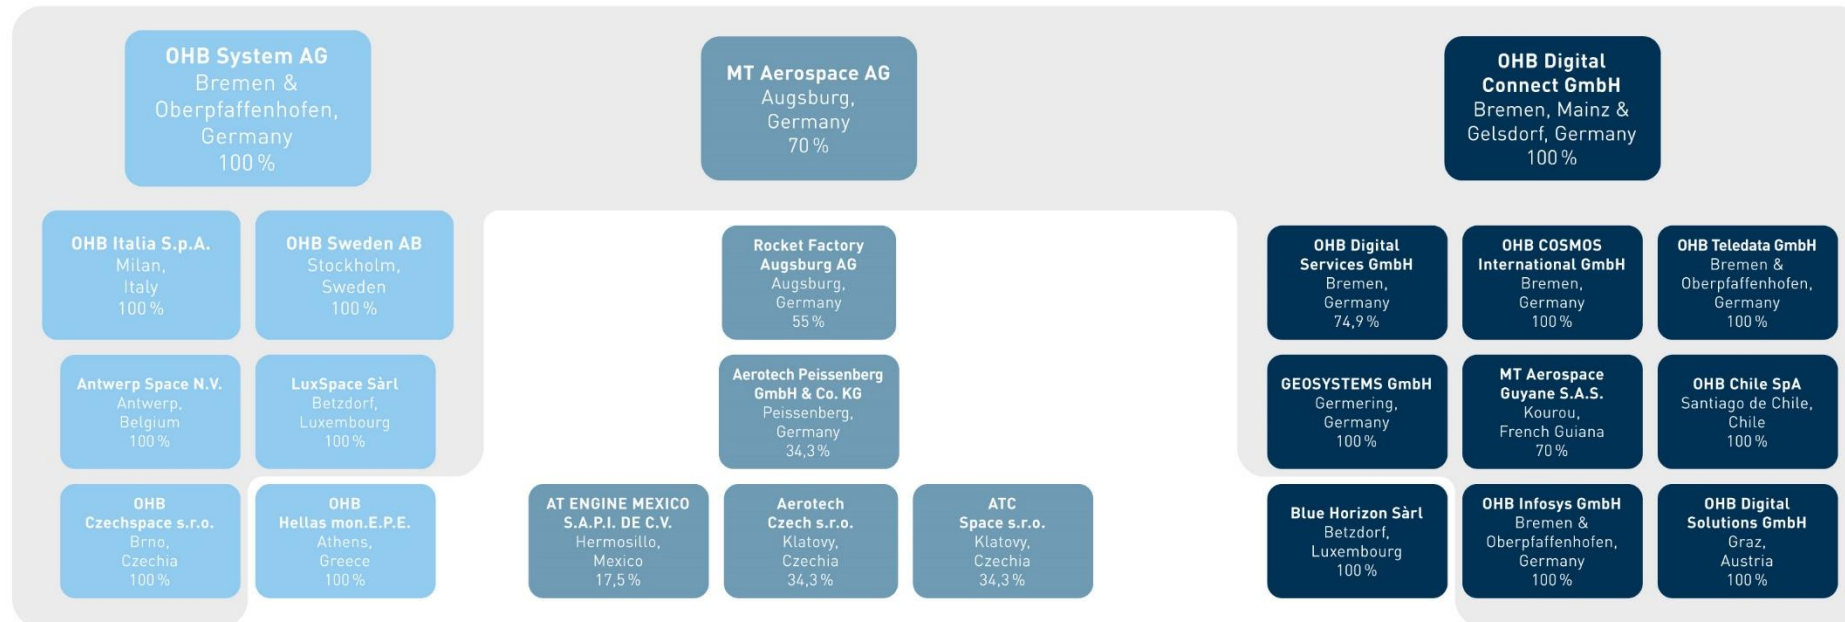 OHB System AG
Bremen &
Oberpfaffenhofen,
Germany
100 %
MT Aerospace AG
Augsburg,
Germany
70 %
OHB Digital
Connect GmbH
Bremen, Mainz &
Gelsdorf, Germany
100 %
OHB Italia S.p.A.
Milan,
Italy
100 %
OHB Sweden AB
Stockholm,
Sweden
100 %
Rocket Factory
Augsburg AG
Augsburg,
Germany
55 %
OHB Digital
Services GmbH
Bremen,
Germany
74,9 %
OHB COSMOS
International GmbH
Bremen,
Germany
100 %
OHB Teledata GmbH
Bremen &
Oberpfaffenhofen,
Germany
100 %
Antwerp Space N.V.
Antwerp,
Belgium
100 %
LuxSpace Sàrl
Betzdorf,
Luxembourg
100 %
Aerotech Peissenberg
GmbH & Co. KG
Peissenberg,
Germany
34,3 %
GEOSYSTEMS GmbH
Germering,
Germany
100 %
MT Aerospace
Guyane S.A.S.
Kourou,
French Guiana
70 %
OHB Chile SpA
Santiago de Chile,
Chile
100 %
OHB
Czechspace s.r.o.
Brno,
Czechia
100 %
OHB
Hellas mon.E.P.E.
Athens,
Greece
100 %
AT ENGINE MEXICO
S.A.P.I. DE C.V.
Hermosillo,
Mexico
17,5 %
Aerotech
Czech s.r.o.
Klatovy,
Czechia
34,3 %
ATC
Space s.r.o.
Klatovy,
Czechia
34,3 %
Blue Horizon Sàrl
Betzdorf,
Luxembourg
100 %
OHB Infosys GmbH
Bremen &
Oberpfaffenhofen,
Germany
100 %
OHB Digital
Solutions GmbH
Graz,
Austria
100 %